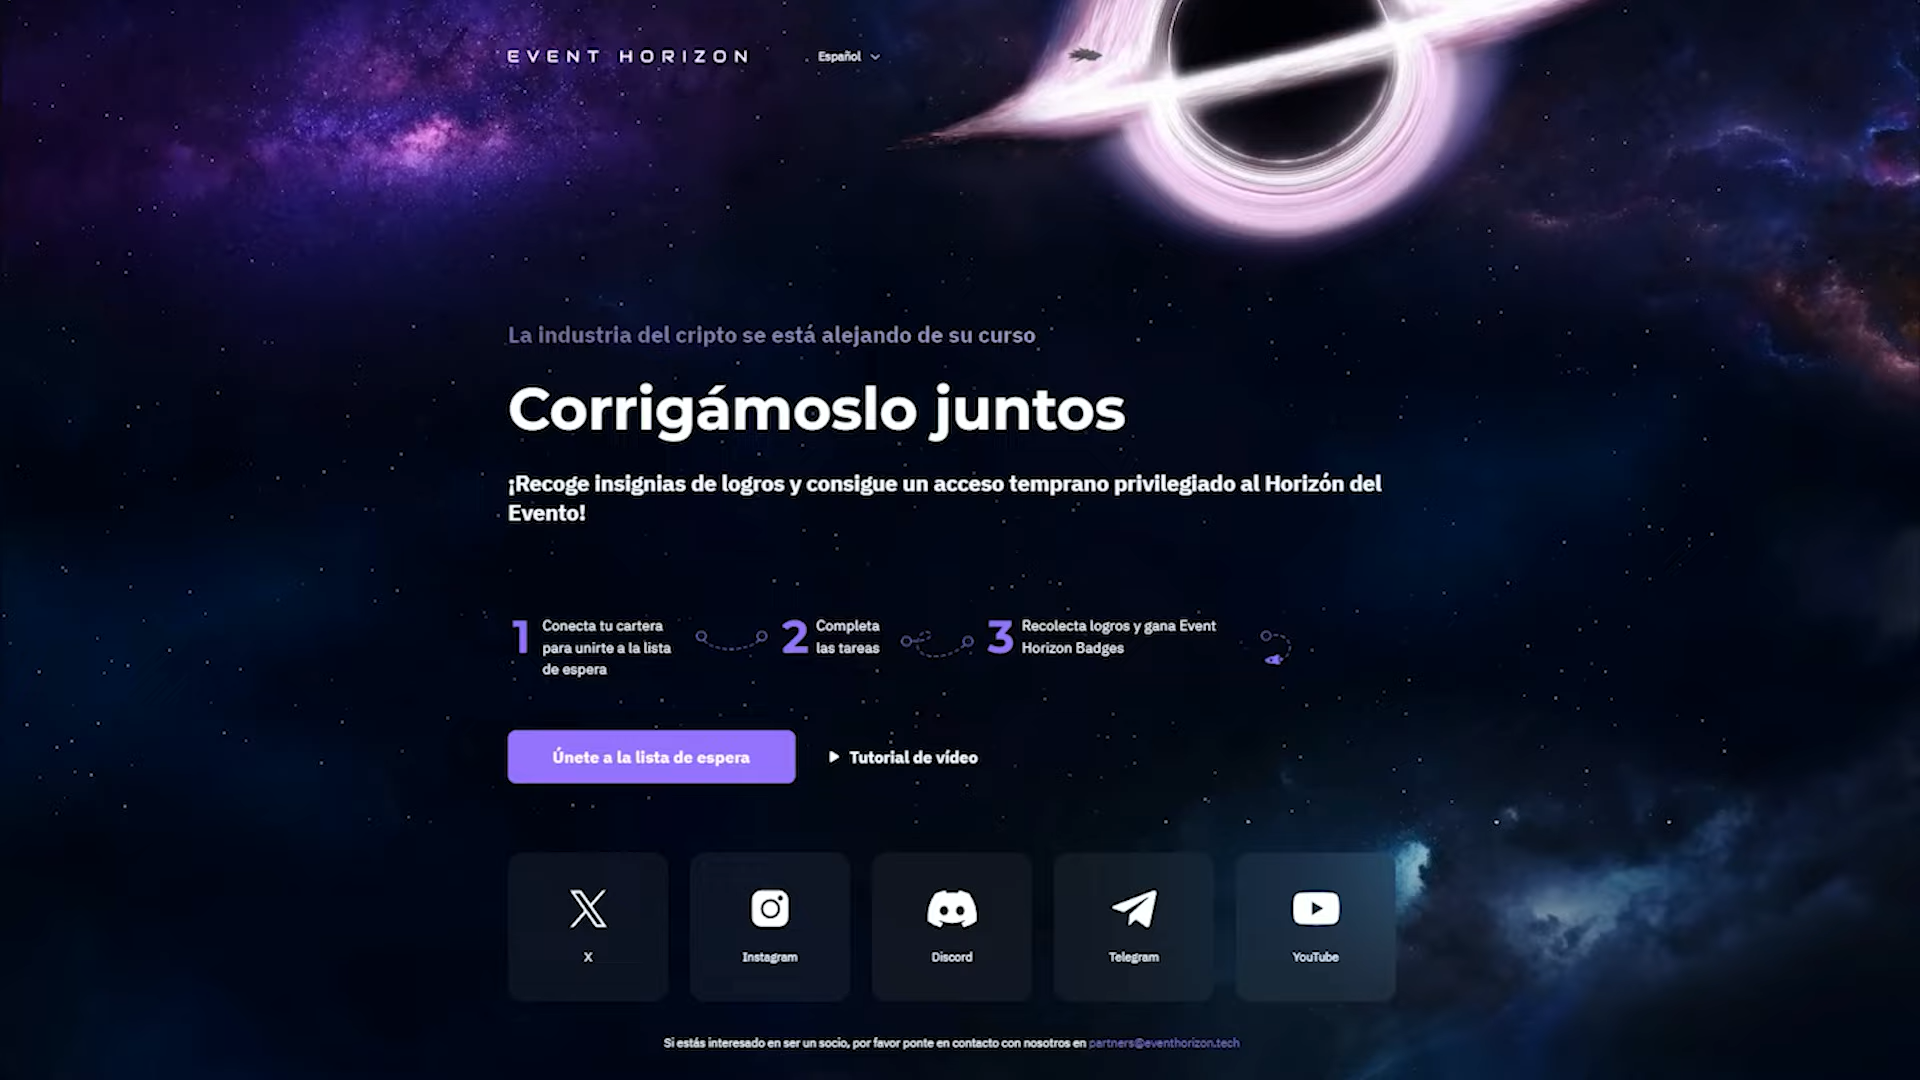 EVENT HORIZON
Español
La industria del cripto se está alejando de su curso
Corrigámoslo juntos
¡Recoge insignias de logros y consigue un acceso temprano privilegiado al Horizón del
Evento!
1 Conecta tu cartera
para unirte a la lista
de espera
2 Completa
las tareas
3 Recolecta logros y gana Event
Horizon Badges
Únete a la lista de espera
Tutorial de vídeo
X
Instagram
Discord
Telegram
YouTube
Si estás interesado en ser un socio, por favor ponte en contacto con nosotros en partners@eventhorizon.tech